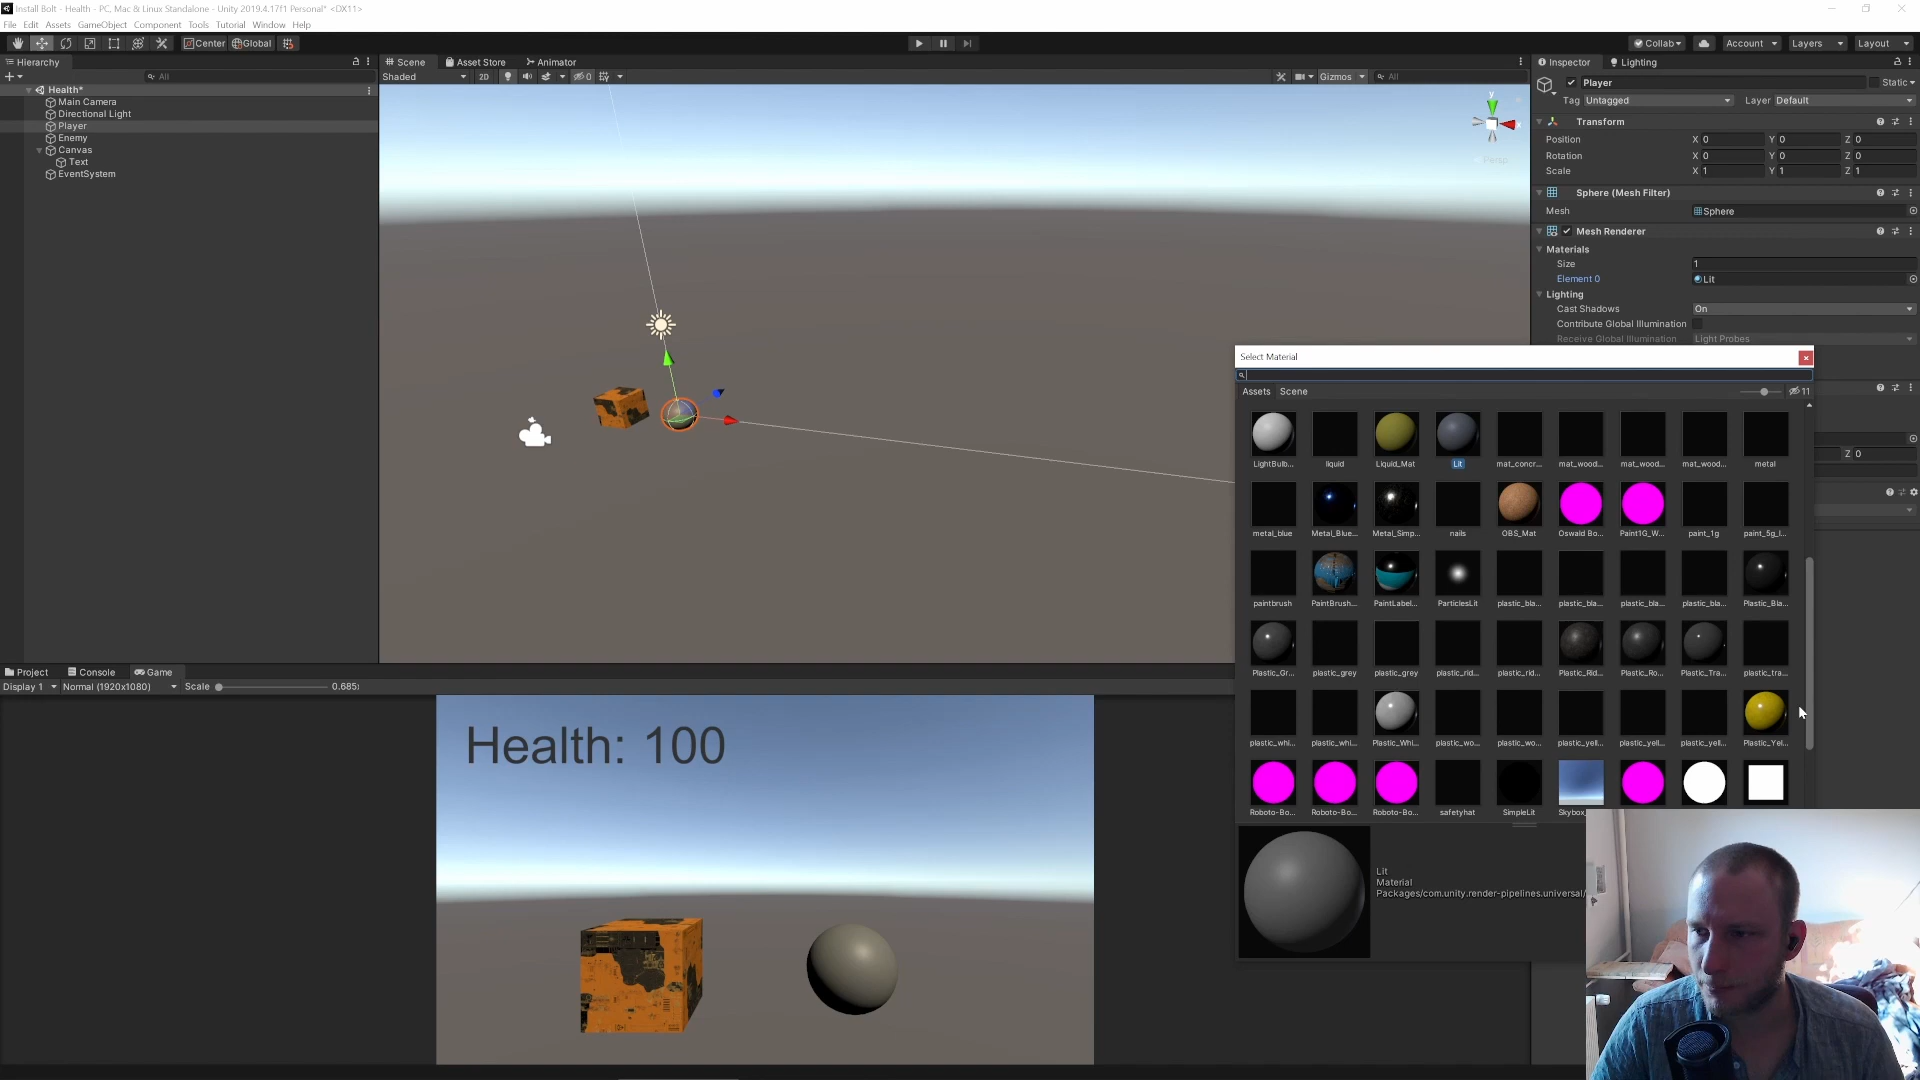 Install Bolt - Health - PC, Mac & Linux Standalone - Unity 2019.4.17f1 Personal* <DX11>
File Edit Assets GameObject Component Tools Tutorial Window Help
Center Global
Collab Account Layers Layout
Hierarchy
All
Health*
Main Camera
Directional Light
Player
Enemy
Canvas
Text
EventSystem
Scene Asset Store Animator
Shaded 2D 0 Gizmos All
y
x
Persp
Inspector Lighting
Player Static
Tag Untagged Layer Default
Transform
Position X 0 Y 0 Z 0
Rotation X 0 Y 0 Z 0
Scale X 1 Y 1 Z 1
Sphere (Mesh Filter)
Mesh Sphere
Mesh Renderer
Materials
Size 1
Element 0 Lit
Lighting
Cast Shadows On
Contribute Global Illumination
Receive Global Illumination Light Probes
Z 0
Select Material
Assets Scene 11
LightBulb... liquid Liquid_Mat Lit mat_concr... mat_wood... mat_wood... mat_wood... metal
metal_blue Metal_Blue... Metal_Simp... nails OBS_Mat Oswald Bo... Paint1G_W... paint_1g paint_5g_l...
paintbrush PaintBrush... PaintLabel... ParticlesLit plastic_bla... plastic_bla... plastic_bla... plastic_bla... Plastic_Bla...
Plastic_Gr... plastic_grey plastic_grey plastic_rid... plastic_rid... Plastic_Rid... Plastic_Ro... Plastic_Tra... plastic_tra...
plastic_whi... plastic_whi... Plastic_Whi... plastic_wo... plastic_wo... plastic_yell... plastic_yell... plastic_yell... Plastic_Yel...
Roboto-Bo... Roboto-Bo... Roboto-Bo... safetyhat SimpleLit Skybox
Lit
Material
Packages/com.unity.render-pipelines.universal/
Project Console Game
Display 1 Normal (1920x1080) Scale 0.685x
Health: 100